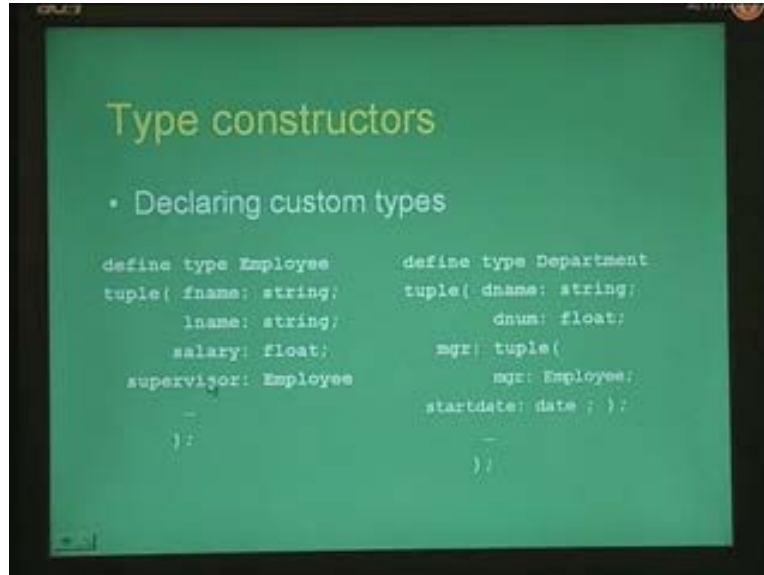 acer
Type constructors
• Declaring custom types
define type Employee
tuple( fname: string;
lname: string;
salary: float;
supervisor: Employee
…
);
define type Department
tuple( dname: string;
dnum: float;
mgr: tuple(
mgr: Employee;
startdate: date ; );
…
);